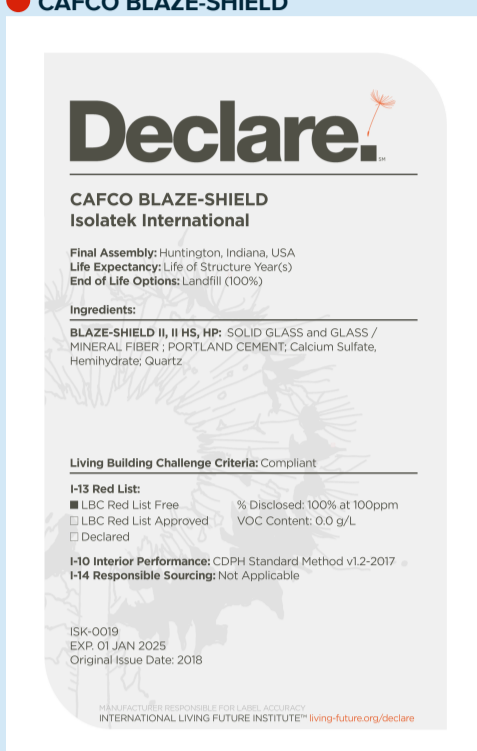 CAFCO BLAZE-SHIELD
Declare.
SM
CAFCO BLAZE-SHIELD
Isolatek International
Final Assembly: Huntington, Indiana, USA
Life Expectancy: Life of Structure Year(s)
End of Life Options: Landfill (100%)
Ingredients:
BLAZE-SHIELD II, II HS, HP: SOLID GLASS and GLASS /
MINERAL FIBER ; PORTLAND CEMENT; Calcium Sulfate,
Hemihydrate; Quartz
Living Building Challenge Criteria: Compliant
I-13 Red List:
■ LBC Red List Free % Disclosed: 100% at 100ppm
□ LBC Red List Approved VOC Content: 0.0 g/L
□ Declared
I-10 Interior Performance: CDPH Standard Method v1.2-2017
I-14 Responsible Sourcing: Not Applicable
ISK-0019
EXP. 01 JAN 2025
Original Issue Date: 2018
MANUFACTURER RESPONSIBLE FOR LABEL ACCURACY
INTERNATIONAL LIVING FUTURE INSTITUTE™ living-future.org/declare